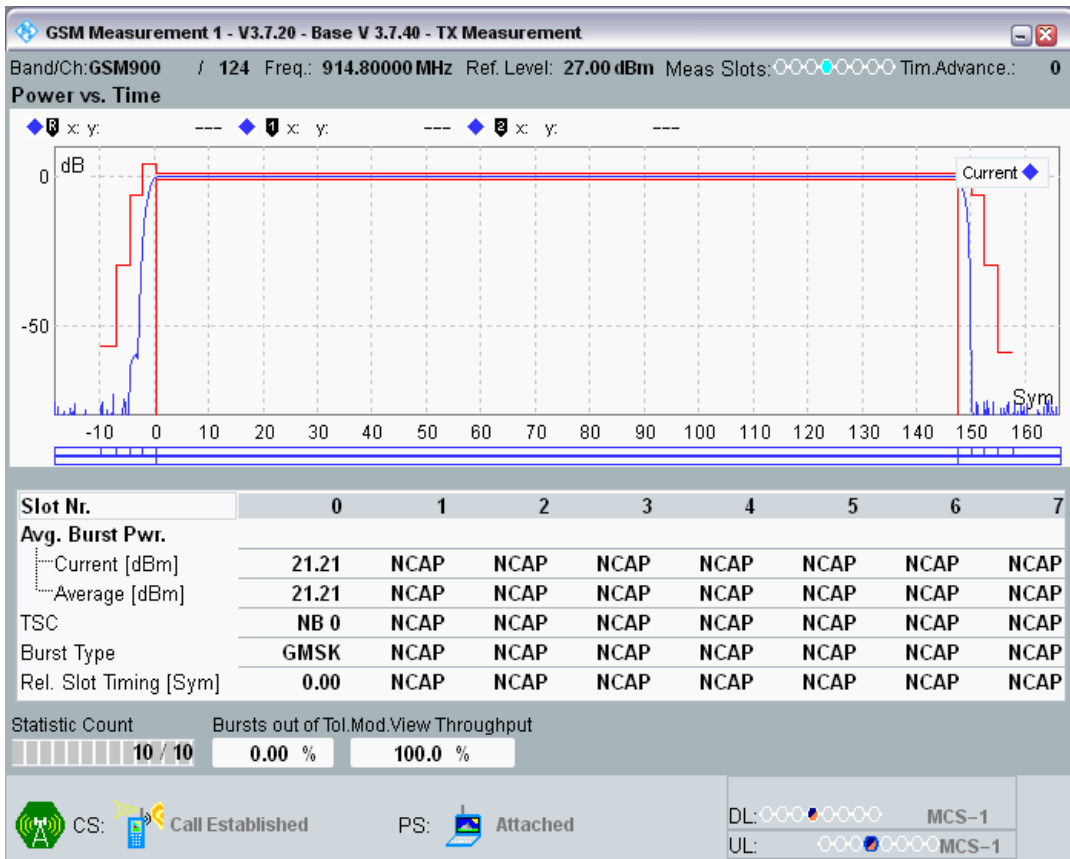 GSM Measurement 1 - V3.7.20 - Base V 3.7.40 - TX Measurement
Band/Ch:GSM900 / 124 Freq.: 914.80000 MHz Ref. Level: 27.00 dBm Meas Slots: Tim.Advance.: 0
Power vs. Time
R x: y: --- 1 x: y: --- 2 x: y: ---
dB
Current
0
-50
Sym
-10 0 10 20 30 40 50 60 70 80 90 100 110 120 130 140 150 160
Slot Nr. 0 1 2 3 4 5 6 7
Avg. Burst Pwr.
Current [dBm] 21.21 NCAP NCAP NCAP NCAP NCAP NCAP NCAP
Average [dBm] 21.21 NCAP NCAP NCAP NCAP NCAP NCAP NCAP
TSC NB 0 NCAP NCAP NCAP NCAP NCAP NCAP NCAP
Burst Type GMSK NCAP NCAP NCAP NCAP NCAP NCAP NCAP
Rel. Slot Timing [Sym] 0.00 NCAP NCAP NCAP NCAP NCAP NCAP NCAP
Statistic Count Bursts out of Tol.Mod.View Throughput
10 / 10 0.00 % 100.0 %
CS: Call Established PS: Attached
DL: MCS-1
UL: MCS-1